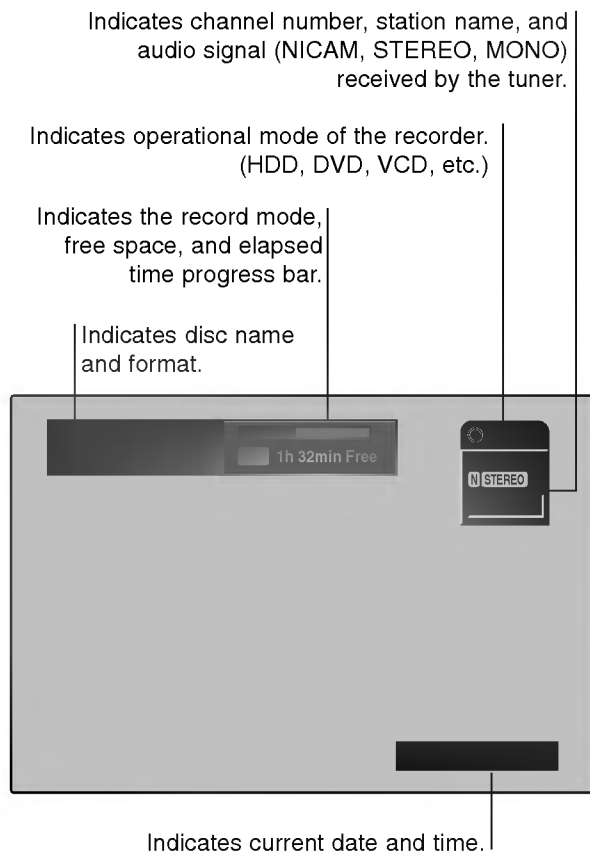 Indicates channel number, station name, and
audio signal (NICAM, STEREO, MONO)
received by the tuner.
Indicates operational mode of the recorder.
(HDD, DVD, VCD, etc.)
Indicates the record mode,
free space, and elapsed
time progress bar.
Indicates disc name
and format.
1h 32min Free
N STEREO
Indicates current date and time.